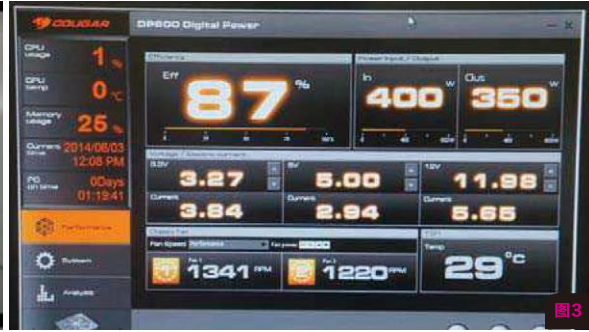 COUGAR
DP600 Digital Power
CPU
usage
1 %
CPU
temp
0 °C
Memory
usage
25 %
Current
time
2014/06/03
12:08 PM
PC
on time
0Days
01:19:41
Performance
System
Analysis
Efficiency
Eff
87 %
Power Input / Output
In
400 W
Out
350 W
Voltage / Electric current
3.3V
3.27
5V
5.00
12V
11.98
Current
3.84
Current
2.94
Current
5.65
Chassis Fan
Fan Speed Performance
Fan 1
1341 RPM
Fan 2
1220 RPM
Temp
29 °C
图3